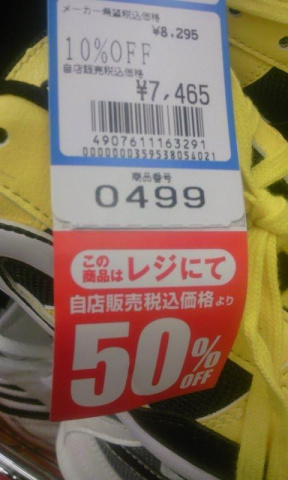 メーカー希望税込価格
¥8,295
10%OFF
自店販売税込価格
¥7,465
4907611163291
0000000359538054021
商品番号
0499
この
商品は
レジにて
自店販売税込価格より
50%
OFF